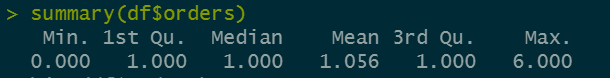 > summary(df$orders)
Min. 1st Qu. Median Mean 3rd Qu. Max.
0.000 1.000 1.000 1.056 1.000 6.000